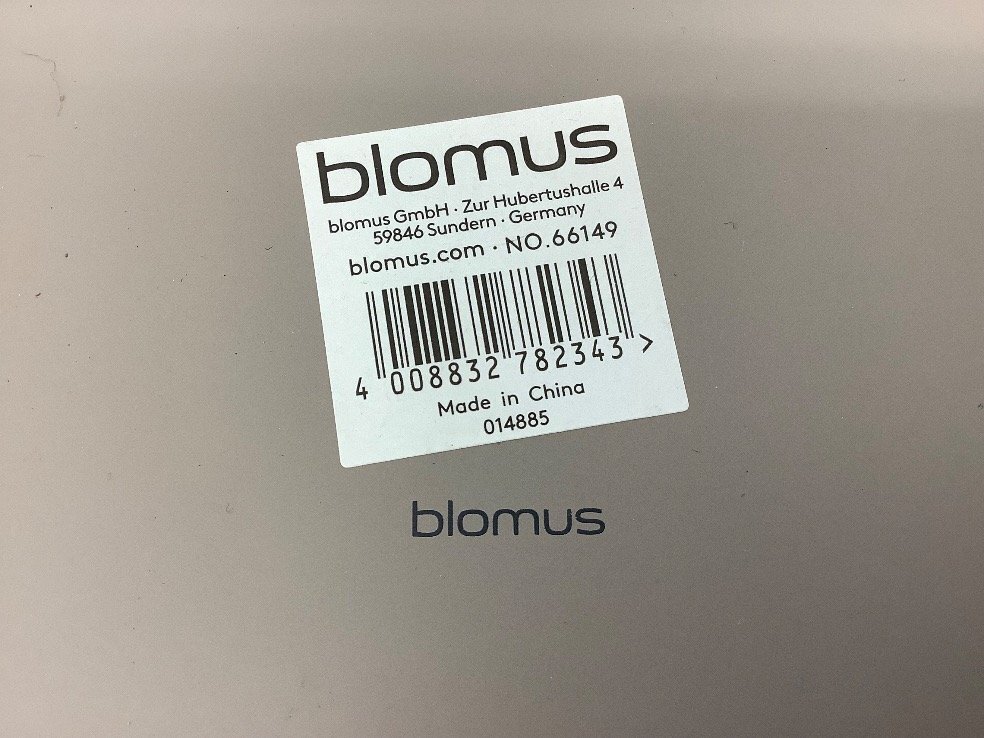 blomus
blomus GmbH · Zur Hubertushalle 4
59846 Sundern · Germany
blomus.com · NO.66149
4 008832 782343 >
Made in China
014885
blomus